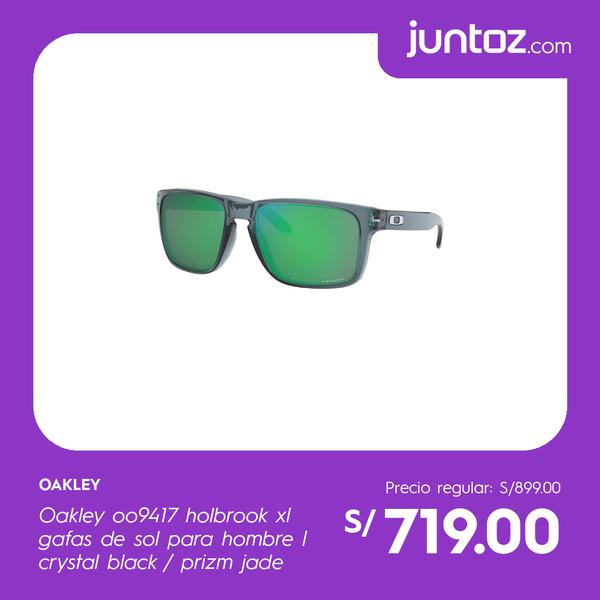 juntoz.com
OAKLEY
Oakley oo9417 holbrook xl
gafas de sol para hombre |
crystal black / prizm jade
Precio regular: S/899.00
S/719.00